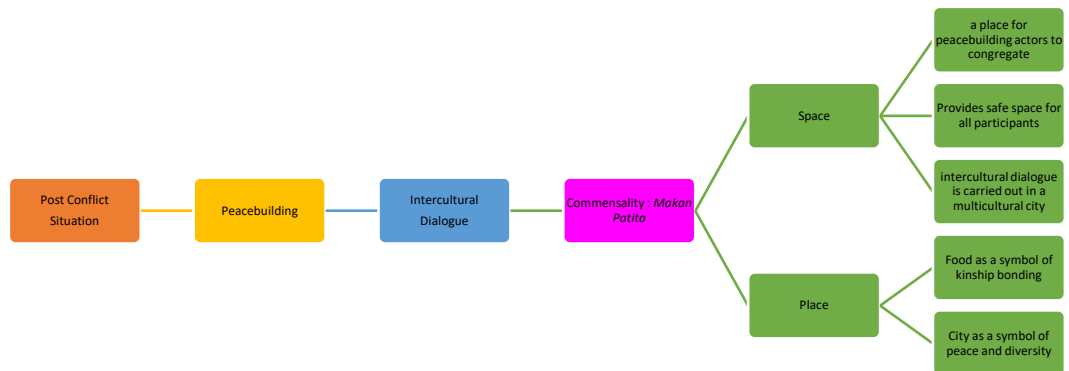 Post Conflict
Situation
Peacebuilding
Intercultural
Dialogue
Commensality : Makan
Patita
Space
a place for
peacebuilding actors to
congregate
Provides safe space for
all participants
intercultural dialogue
is carried out in a
multicultural city
Place
Food as a symbol of
kinship bonding
City as a symbol of
peace and diversity